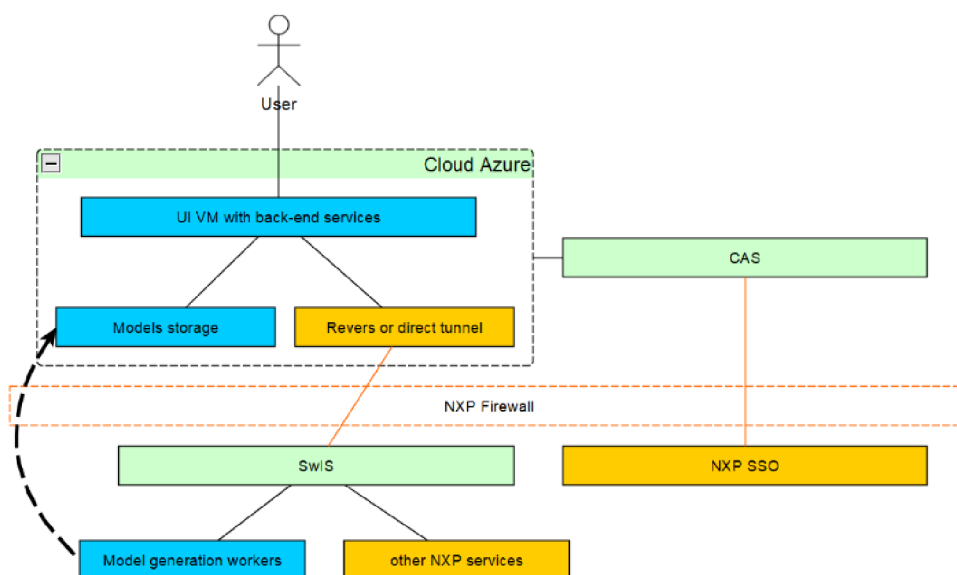 User
Cloud Azure
UI VM with back-end services
CAS
Models storage
Revers or direct tunnel
NXP Firewall
SwIS
NXP SSO
Model generation workers
other NXP services